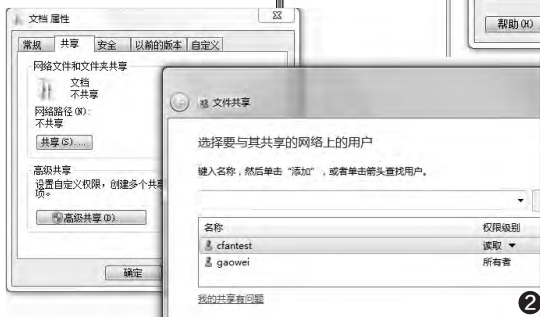 文档 属性
常规 共享 安全 以前的版本 自定义
网络文件和文件夹共享
文档
不共享
网络路径(N):
不共享
共享(S)...
高级共享
设置自定义权限，创建多个共享
项。
高级共享(D)...
确定
帮助(H)
文件共享
选择要与其共享的网络上的用户
键入名称，然后单击“添加”，或者单击箭头查找用户。
名称 权限级别
cfantest 读取
gaowei 所有者
我的共享有问题
2